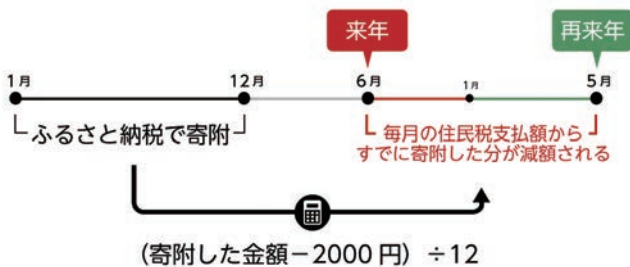 来年
再来年
1月
12月
6月
1月
5月
ふるさと納税で寄附
毎月の住民税支払額から
すでに寄附した分が減額される
(寄附した金額−2000円)÷12